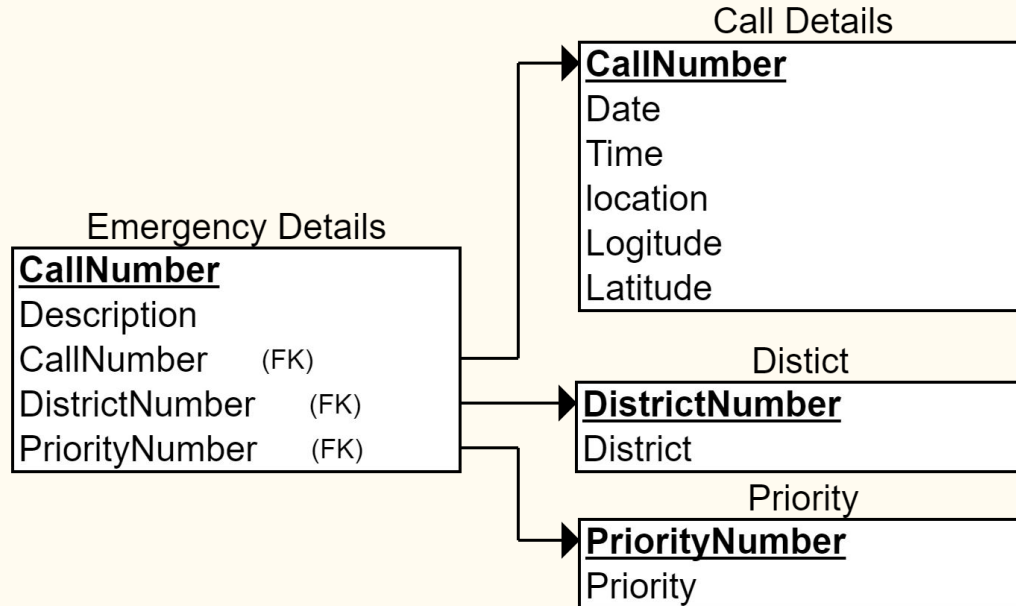 Emergency Details
CallNumber
Description
CallNumber (FK)
DistrictNumber (FK)
PriorityNumber (FK)
Call Details
CallNumber
Date
Time
location
Logitude
Latitude
Distict
DistrictNumber
District
Priority
PriorityNumber
Priority